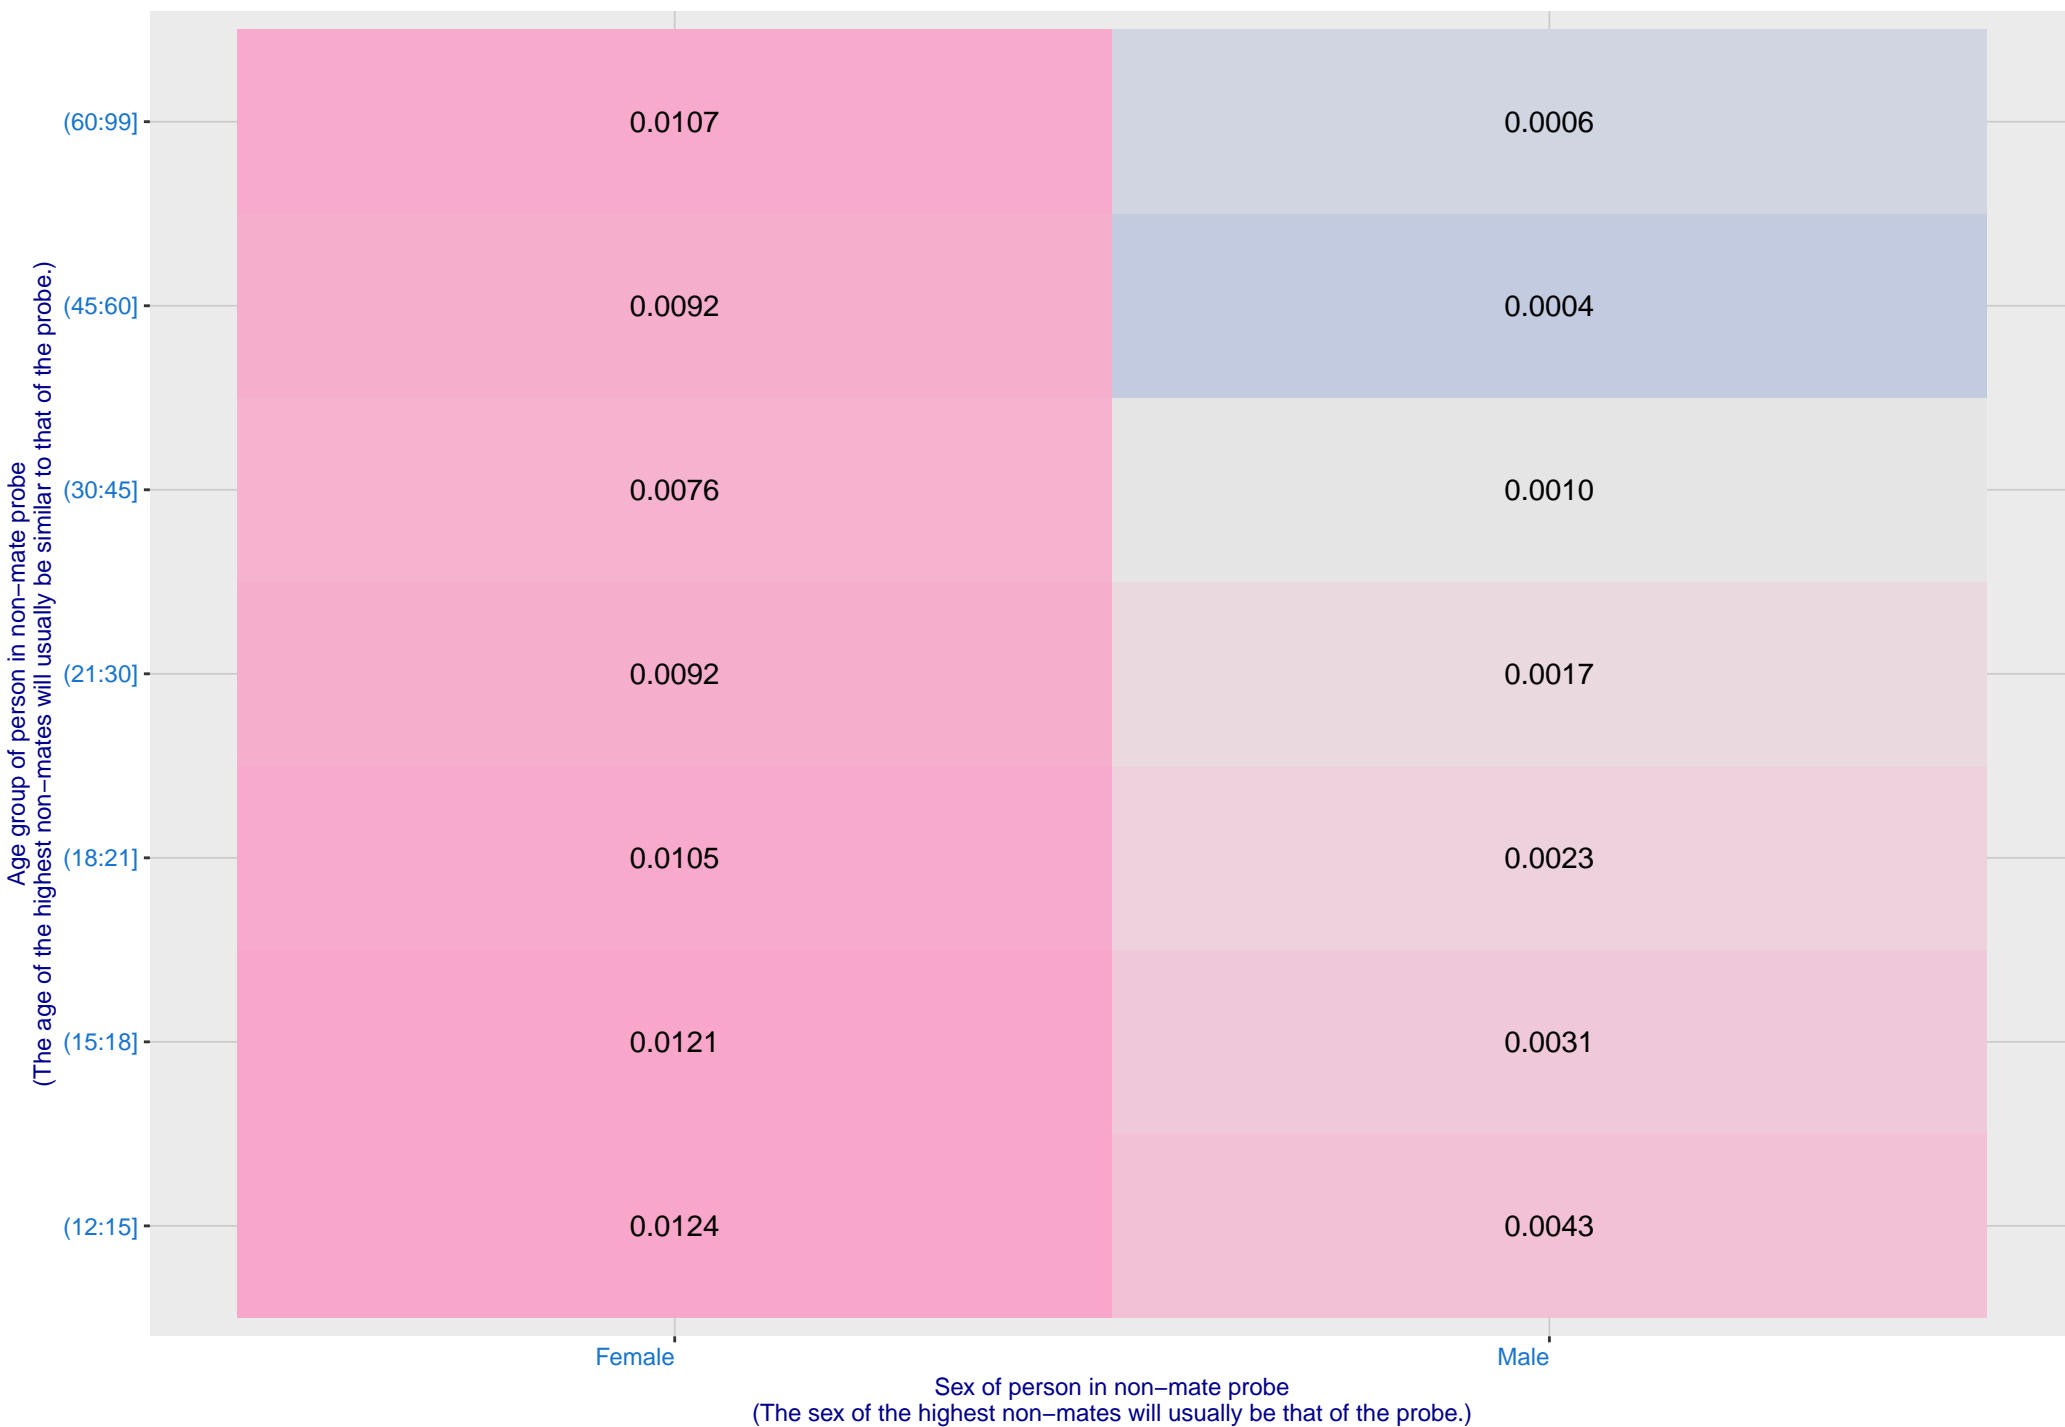 Age group of person in non−mate probe
(The age of the highest non−mates will usually be similar to that of the probe.)
(60:99] 0.0107 0.0006
(45:60] 0.0092 0.0004
(30:45] 0.0076 0.0010
(21:30] 0.0092 0.0017
(18:21] 0.0105 0.0023
(15:18] 0.0121 0.0031
(12:15] 0.0124 0.0043
Female Male
Sex of person in non−mate probe
(The sex of the highest non−mates will usually be that of the probe.)